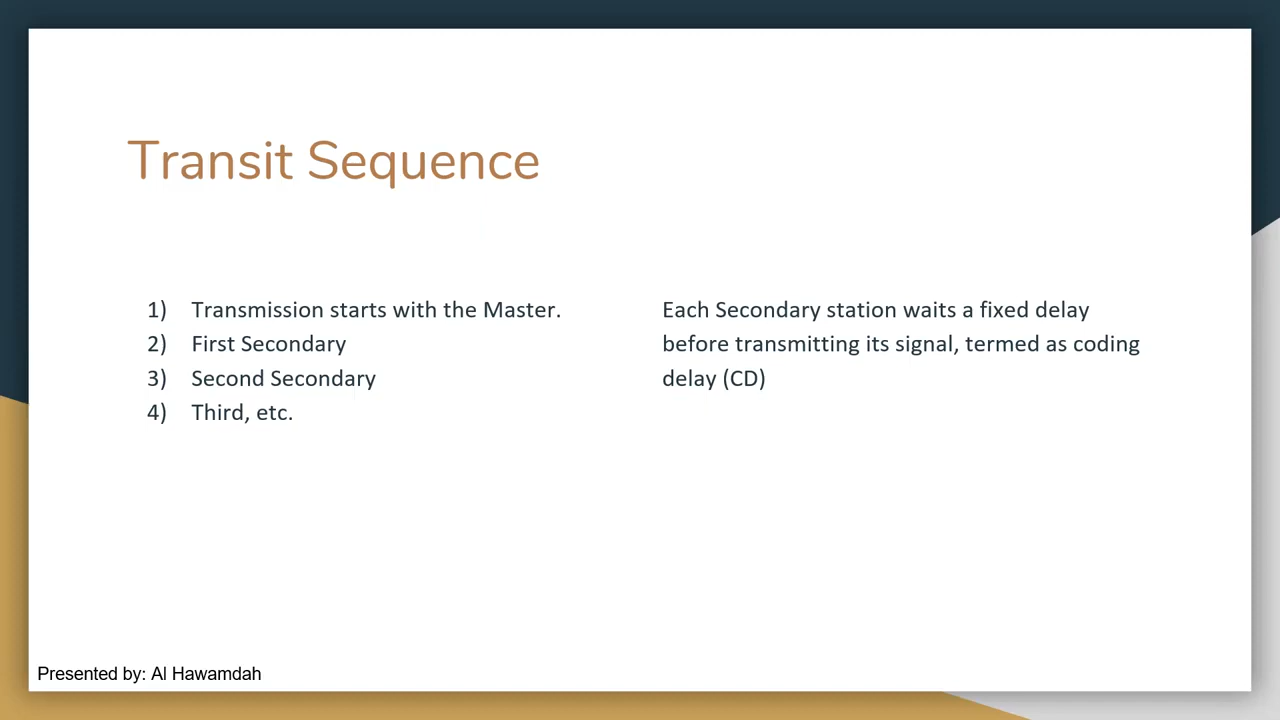 Transit Sequence
1) Transmission starts with the Master.
2) First Secondary
3) Second Secondary
4) Third, etc.
Each Secondary station waits a fixed delay
before transmitting its signal, termed as coding
delay (CD)
Presented by: Al Hawamdah